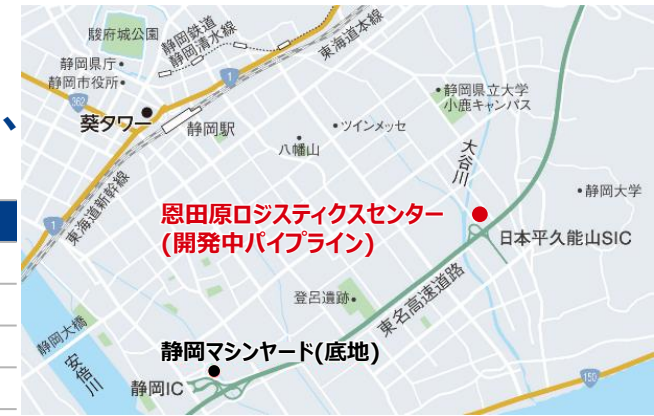 駿府城公園
静岡鉄道
静岡清水線
東海道本線
静岡県庁
静岡市役所
1
362
葵タワー
静岡駅
ツインメッセ
八幡山
静岡県立大学
小鹿キャンパス
大谷川
静岡大学
、
恩田原ロジスティクスセンター
(開発中パイプライン)
日本平久能山SIC
1
東海道新幹線
登呂遺跡
東名高速道路
静岡大橋
安倍川
静岡マシンヤード(底地)
静岡IC
150